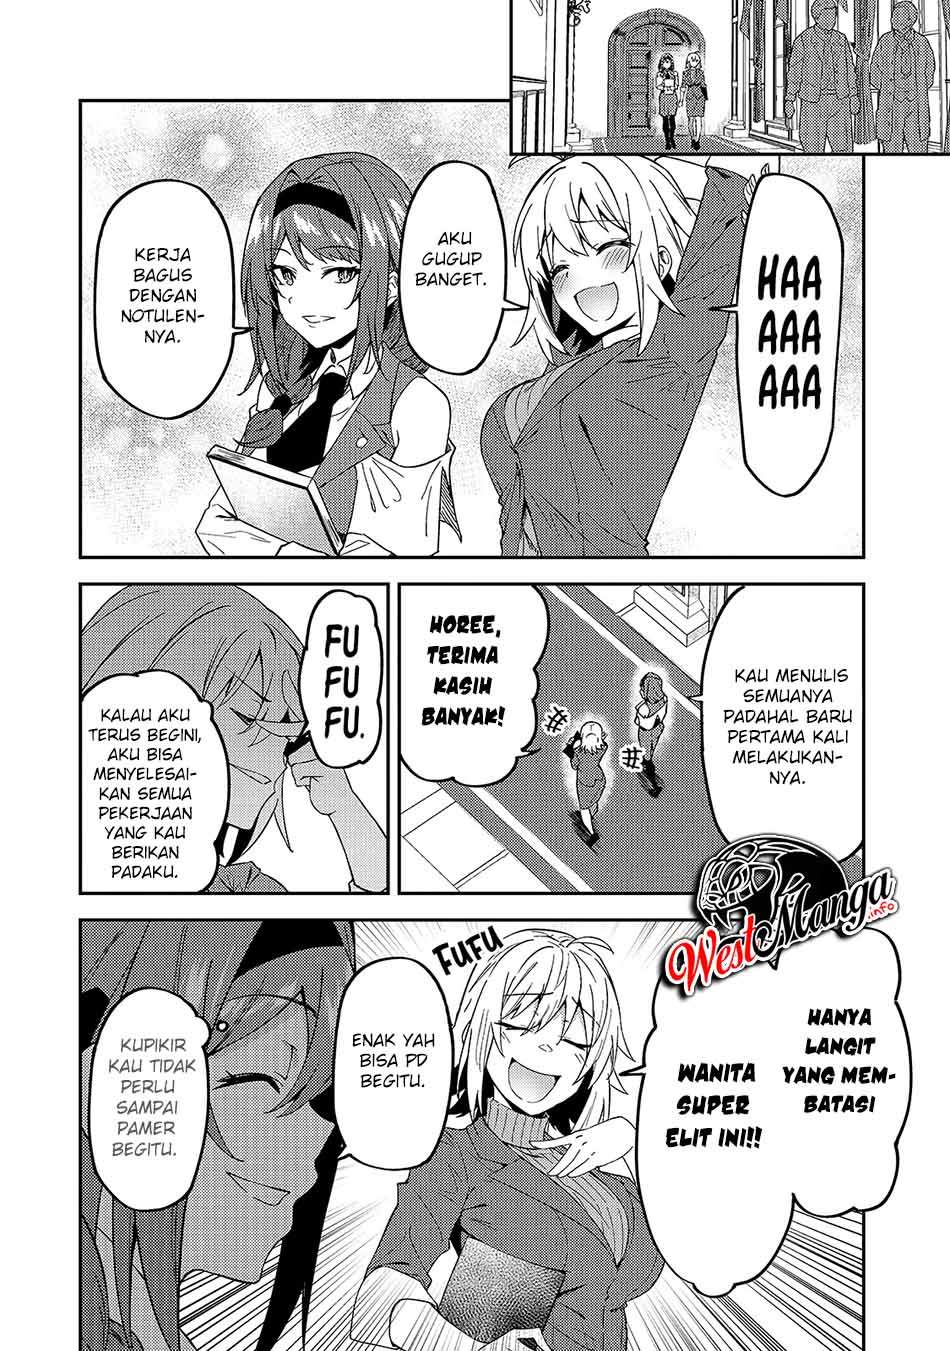 HAA
AAA
AAA
AKU
GUGUP
BANGET.
KERJA
BAGUS
DENGAN
NOTULEN-
NYA.
KAU MENULIS
SEMUANYA
PADAHAL BARU
PERTAMA KALI
MELAKUKAN-
NYA.
HOREE,
TERIMA
KASIH
BANYAK!
FU
FU
FU.
KALAU AKU
TERUS BEGINI,
AKU BISA
MENYELESAI-
KAN SEMUA
PEKERJAAN
YANG KAU
BERIKAN
PADAKU.
WestManga
.info
HANYA
LANGIT
YANG MEM-
BATASI
WANITA
SUPER
ELIT INI!!
FUFU
ENAK YAH
BISA PD
BEGITU.
KUPIKIR
KAU TIDAK
PERLU
SAMPAI
PAMER
BEGITU.